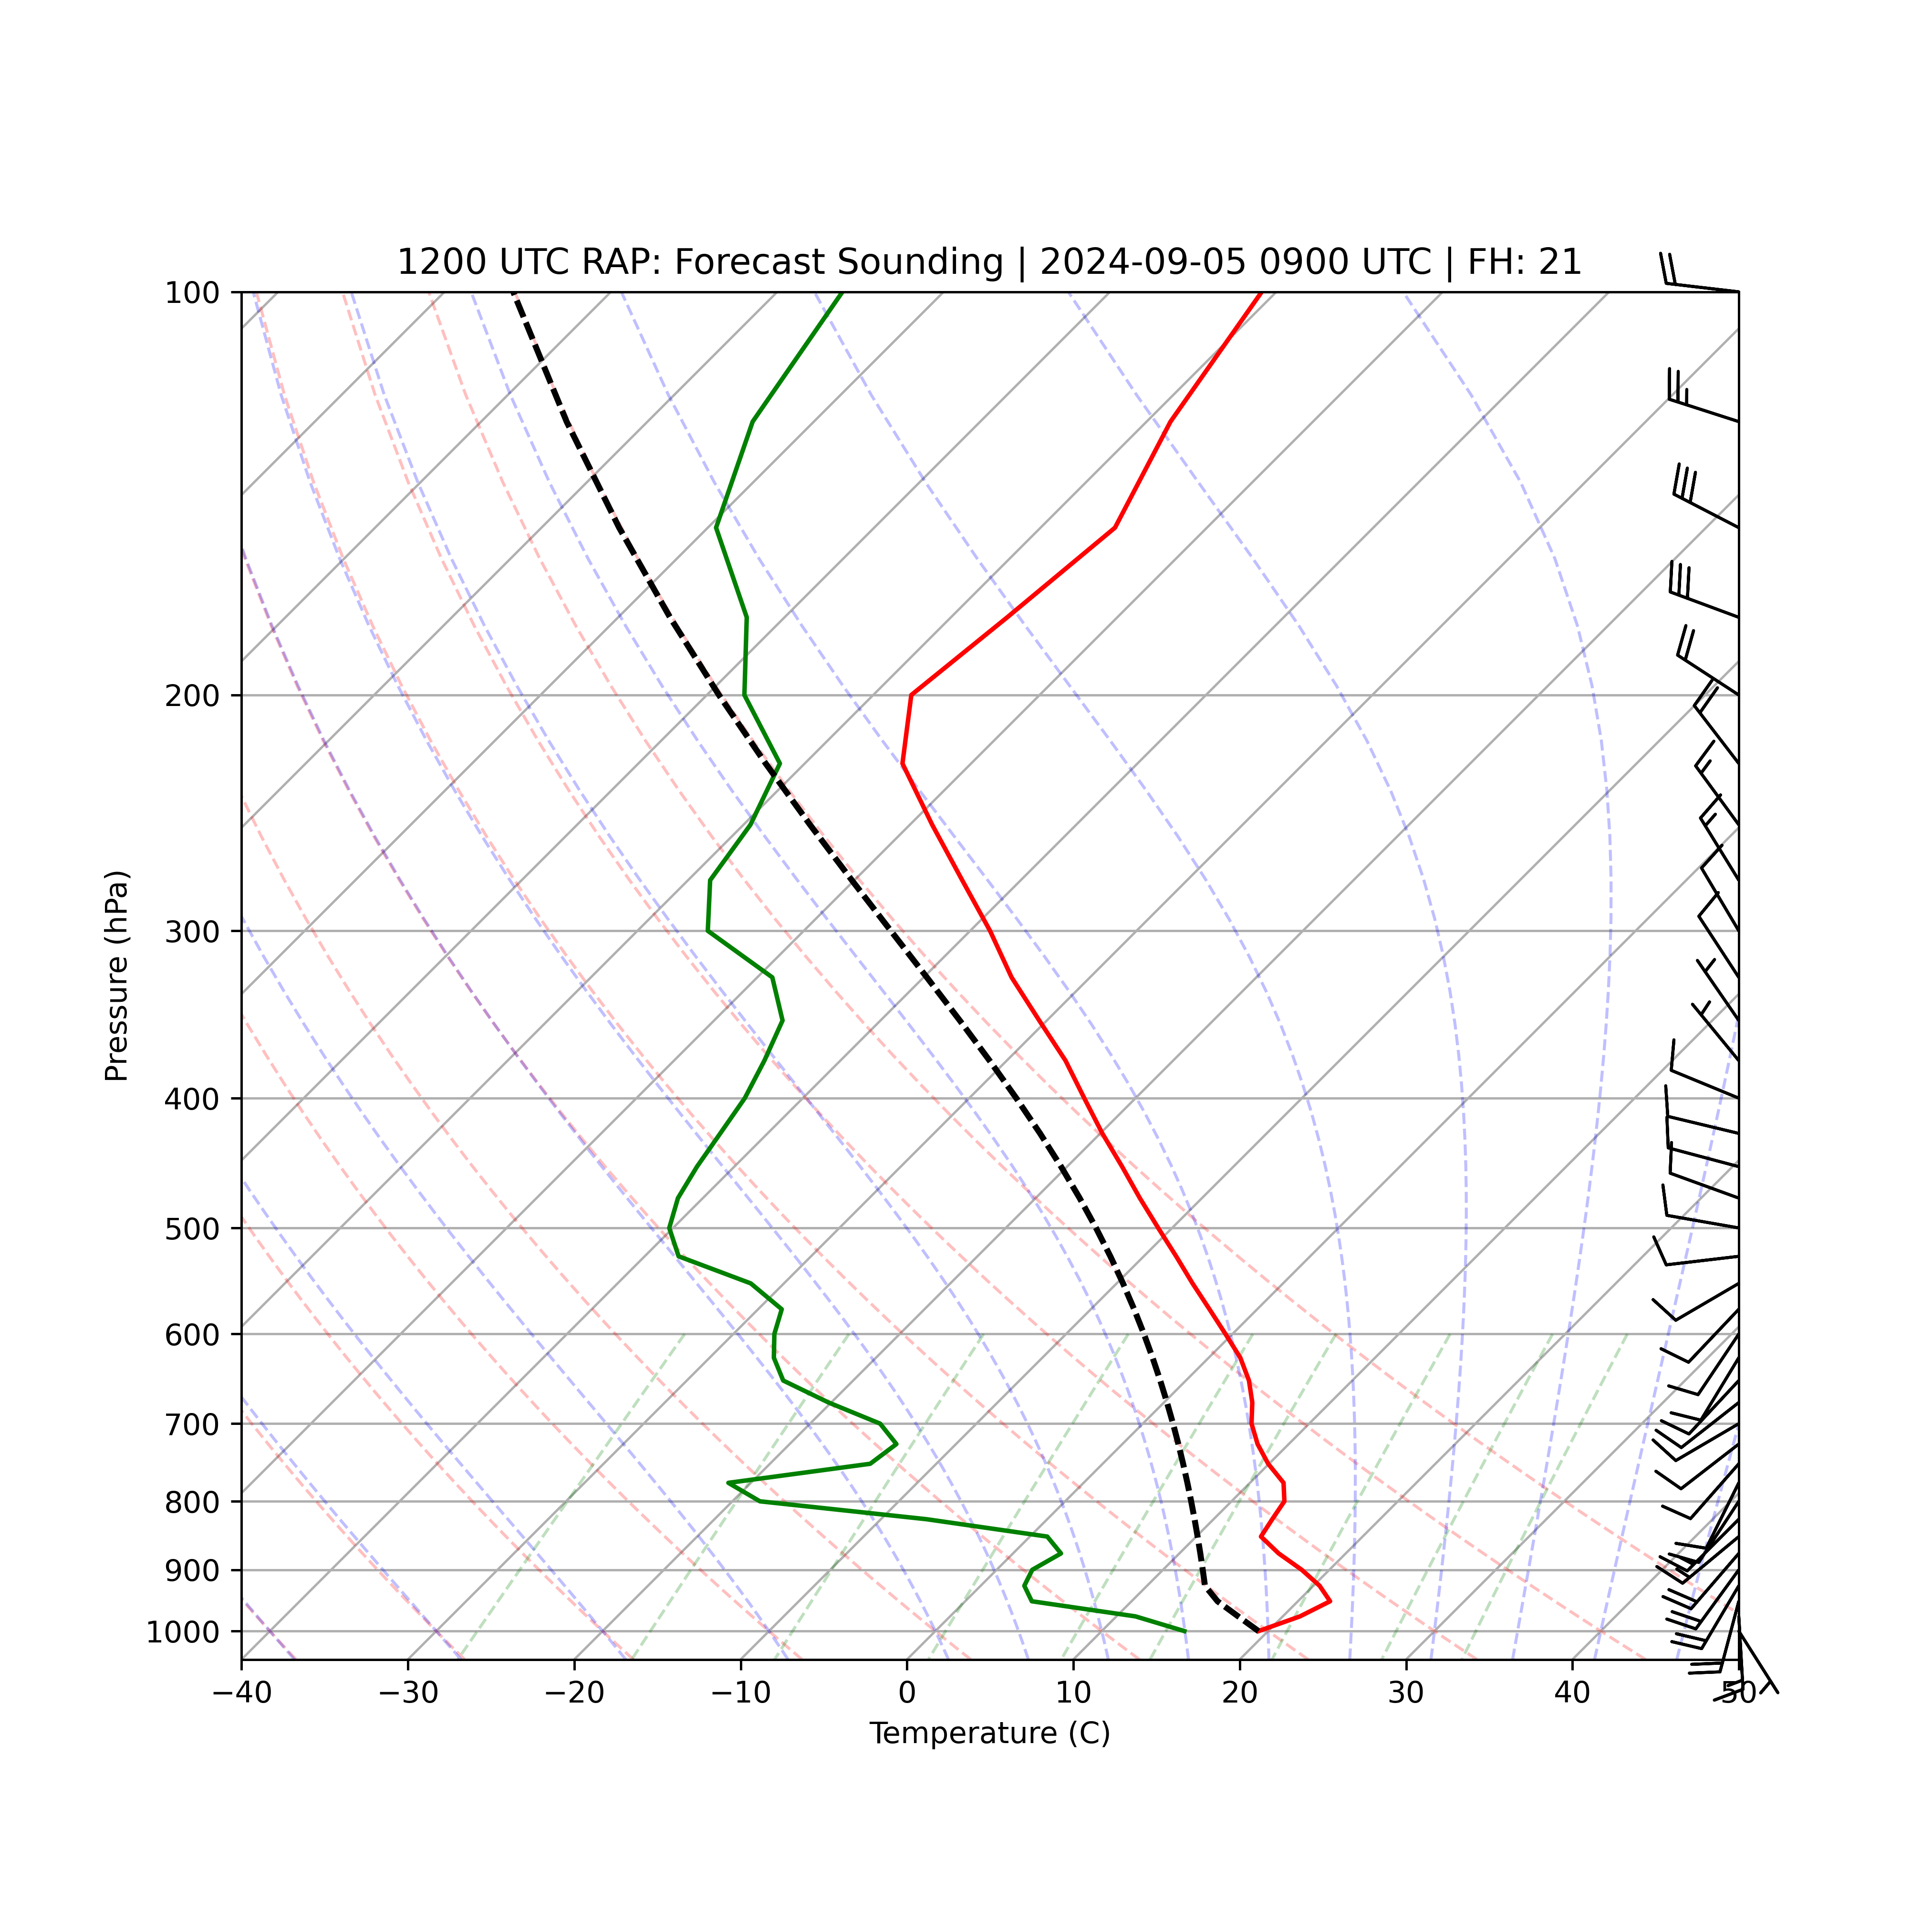 1200 UTC RAP: Forecast Sounding | 2024-09-05 0900 UTC | FH: 21
100
200
300
400
500
600
700
800
900
1000
Pressure (hPa)
−40 −30 −20 −10 0 10 20 30 40 50
Temperature (C)